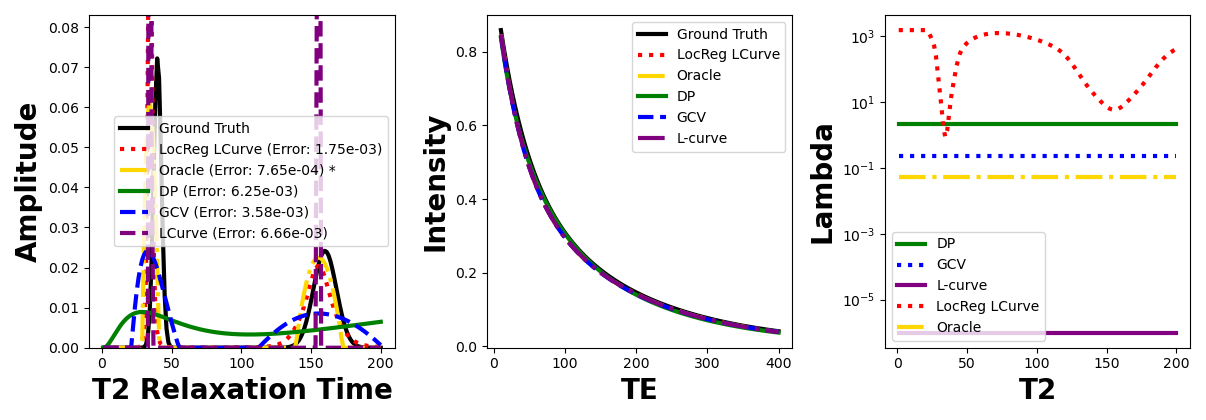 0.08
0.07
0.06
0.05
0.04
0.03
0.02
0.01
0.00
Amplitude
Ground Truth
LocReg LCurve (Error: 1.75e-03)
Oracle (Error: 7.65e-04) *
DP (Error: 6.25e-03)
GCV (Error: 3.58e-03)
LCurve (Error: 6.66e-03)
0 50 100 150 200
T2 Relaxation Time
0.8
0.6
0.4
0.2
0.0
Intensity
Ground Truth
LocReg LCurve
Oracle
DP
GCV
L-curve
0 100 200 300 400
TE
10³
10¹
10⁻¹
10⁻³
10⁻⁵
Lambda
DP
GCV
L-curve
LocReg LCurve
Oracle
0 50 100 150 200
T2